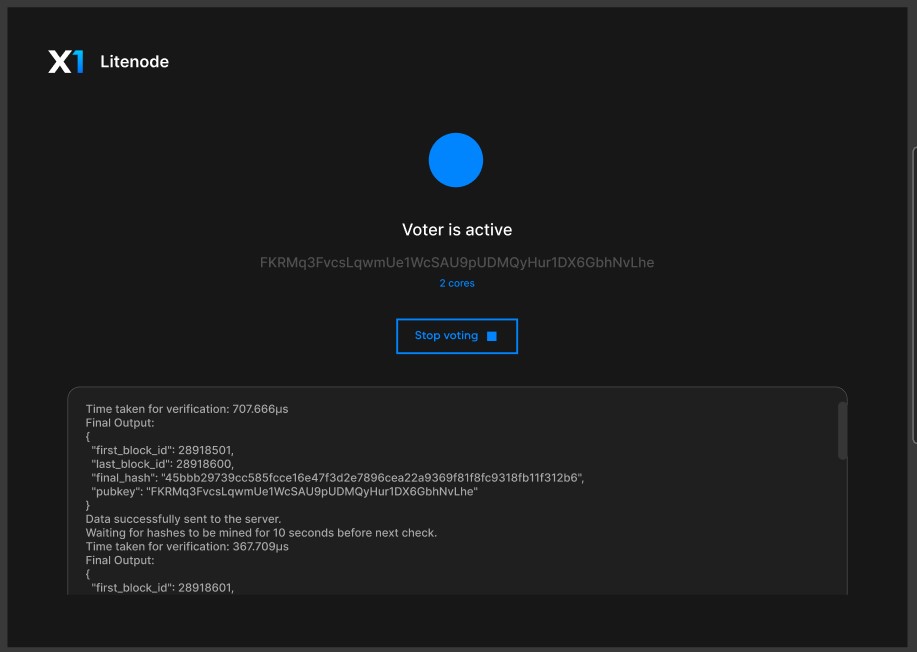 X1 Litenode
Voter is active
FKRMq3FvcsLqwmUe1WcSAU9pUDMQyHur1DX6GbhNvLhe
2 cores
Stop voting
Time taken for verification: 707.666µs
Final Output:
{
"first_block_id": 28918501,
"last_block_id": 28918600,
"final_hash": "45bbb29739cc585fcce16e47f3d2e7896cea22a9369f81f8fc9318fb11f312b6",
"pubkey": "FKRMq3FvcsLqwmUe1WcSAU9pUDMQyHur1DX6GbhNvLhe"
}
Data successfully sent to the server.
Waiting for hashes to be mined for 10 seconds before next check.
Time taken for verification: 367.709µs
Final Output:
{
"first_block_id": 28918601,